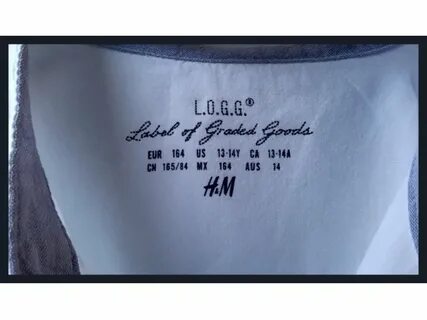 L.O.G.G.®
Label of Graded Goods
EUR 164 US 13-14Y CA 13-14A
CN 165/84 MX 164 AUS 14
H&M